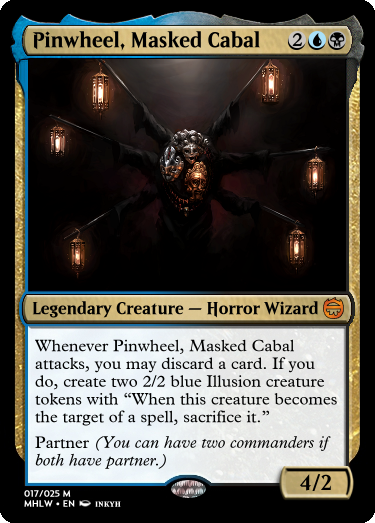 Pinwheel, Masked Cabal 2
Legendary Creature — Horror Wizard
Whenever Pinwheel, Masked Cabal
attacks, you may discard a card. If you
do, create two 2/2 blue Illusion creature
tokens with “When this creature becomes
the target of a spell, sacrifice it.”
Partner (You can have two commanders if
both have partner.)
4/2
017/025 M
MHLW • EN INKYH